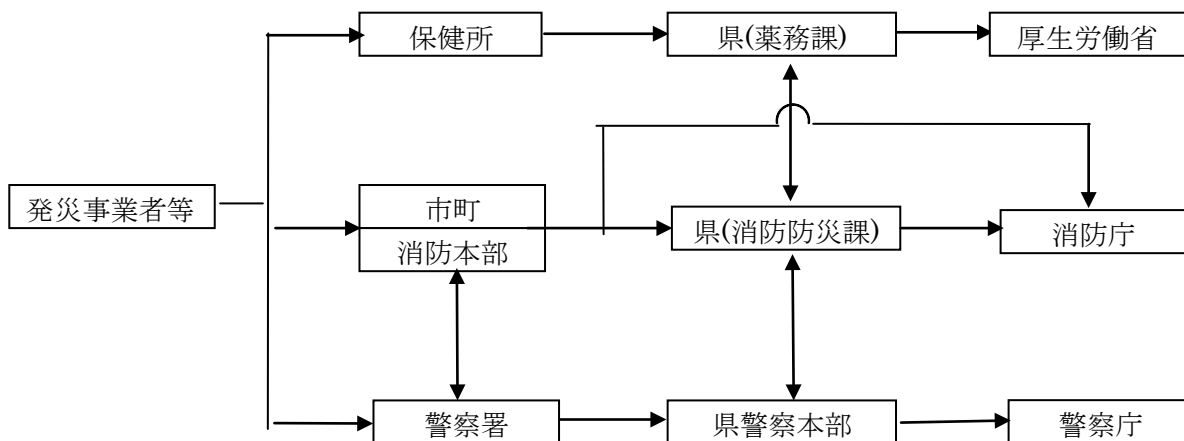 保健所
県(薬務課)
厚生労働省
発災事業者等
市町
消防本部
県(消防防災課)
消防庁
警察署
県警察本部
警察庁